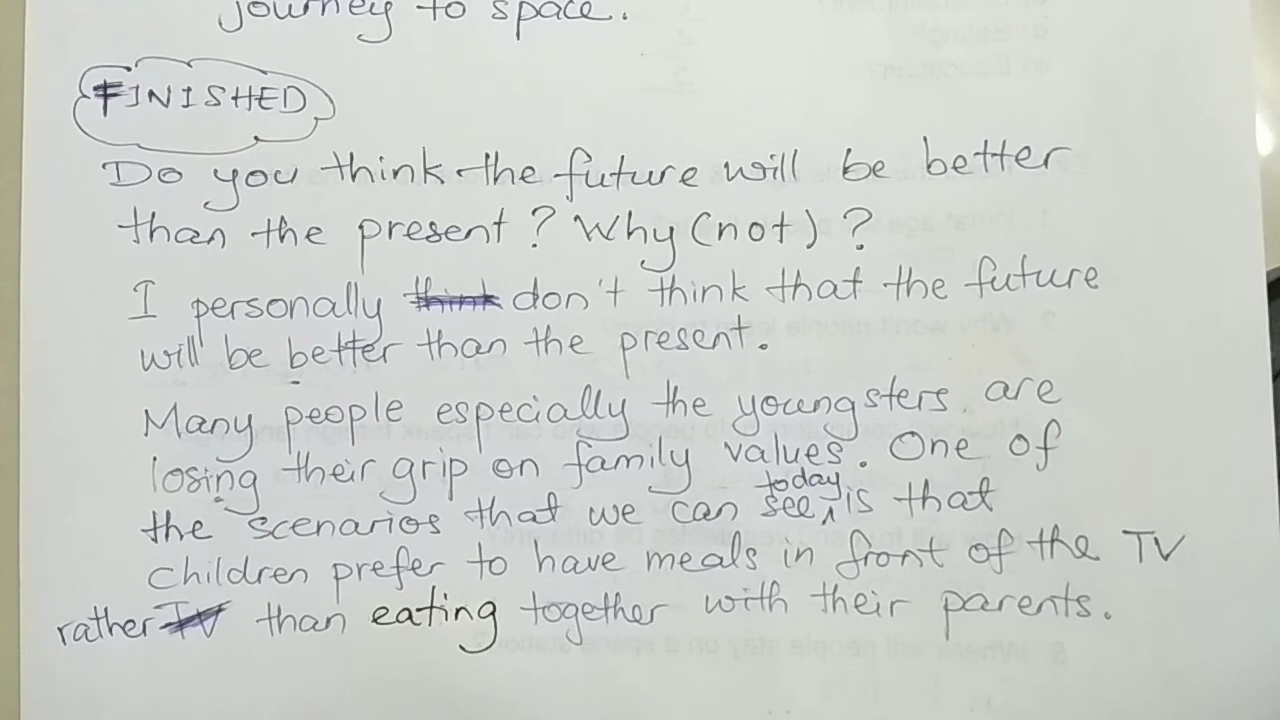 journey to space.
FINISHED
Do you think the future will be better
than the present? Why (not)?
I personally think don't think that the future
will be better than the present.
Many people especially the youngsters are
losing their grip on family values. One of
the scenarios that we can see today is that
children prefer to have meals in front of the TV
rather TV than eating together with their parents.